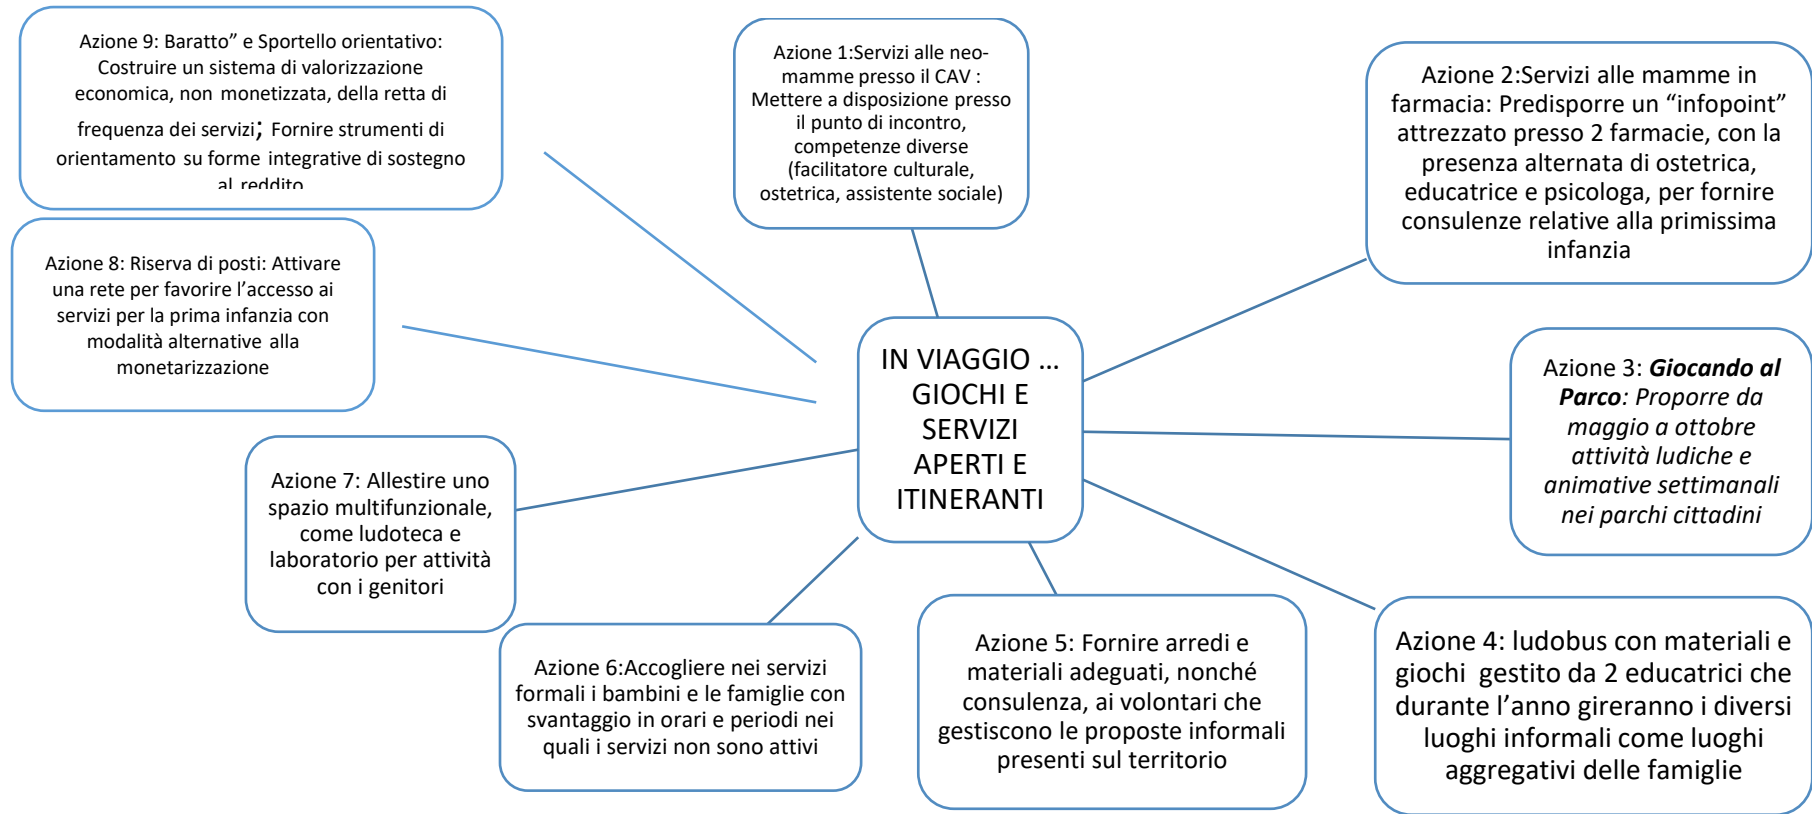 Azione 9: Baratto” e Sportello orientativo:
Costruire un sistema di valorizzazione
economica, non monetizzata, della retta di
frequenza dei servizi; Fornire strumenti di
orientamento su forme integrative di sostegno
al reddito
Azione 1:Servizi alle neo-
mamme presso il CAV :
Mettere a disposizione presso
il punto di incontro,
competenze diverse
(facilitatore culturale,
ostetrica, assistente sociale)
Azione 2:Servizi alle mamme in
farmacia: Predisporre un “infopoint”
attrezzato presso 2 farmacie, con la
presenza alternata di ostetrica,
educatrice e psicologa, per fornire
consulenze relative alla primissima
infanzia
Azione 8: Riserva di posti: Attivare
una rete per favorire l’accesso ai
servizi per la prima infanzia con
modalità alternative alla
monetarizzazione
IN VIAGGIO ...
GIOCHI E
SERVIZI
APERTI E
ITINERANTI
Azione 3: Giocando al
Parco: Proporre da
maggio a ottobre
attività ludiche e
animative settimanali
nei parchi cittadini
Azione 7: Allestire uno
spazio multifunzionale,
come ludoteca e
laboratorio per attività
con i genitori
Azione 6:Accogliere nei servizi
formali i bambini e le famiglie con
svantaggio in orari e periodi nei
quali i servizi non sono attivi
Azione 5: Fornire arredi e
materiali adeguati, nonché
consulenza, ai volontari che
gestiscono le proposte informali
presenti sul territorio
Azione 4: ludobus con materiali e
giochi gestito da 2 educatrici che
durante l’anno gireranno i diversi
luoghi informali come luoghi
aggregativi delle famiglie